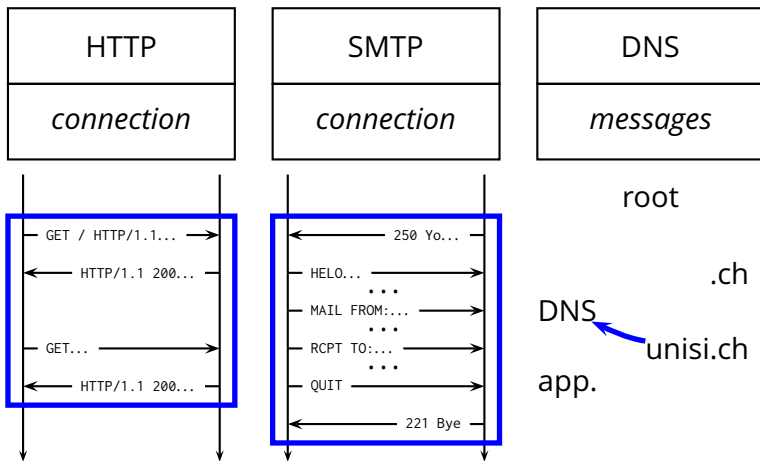 HTTP
connection
GET / HTTP/1.1...
HTTP/1.1 200...
GET...
HTTP/1.1 200...
SMTP
connection
250 Yo...
HELO...
...
MAIL FROM:...
...
RCPT TO:...
...
QUIT
221 Bye
DNS
messages
root
.ch
DNS
unisi.ch
app.